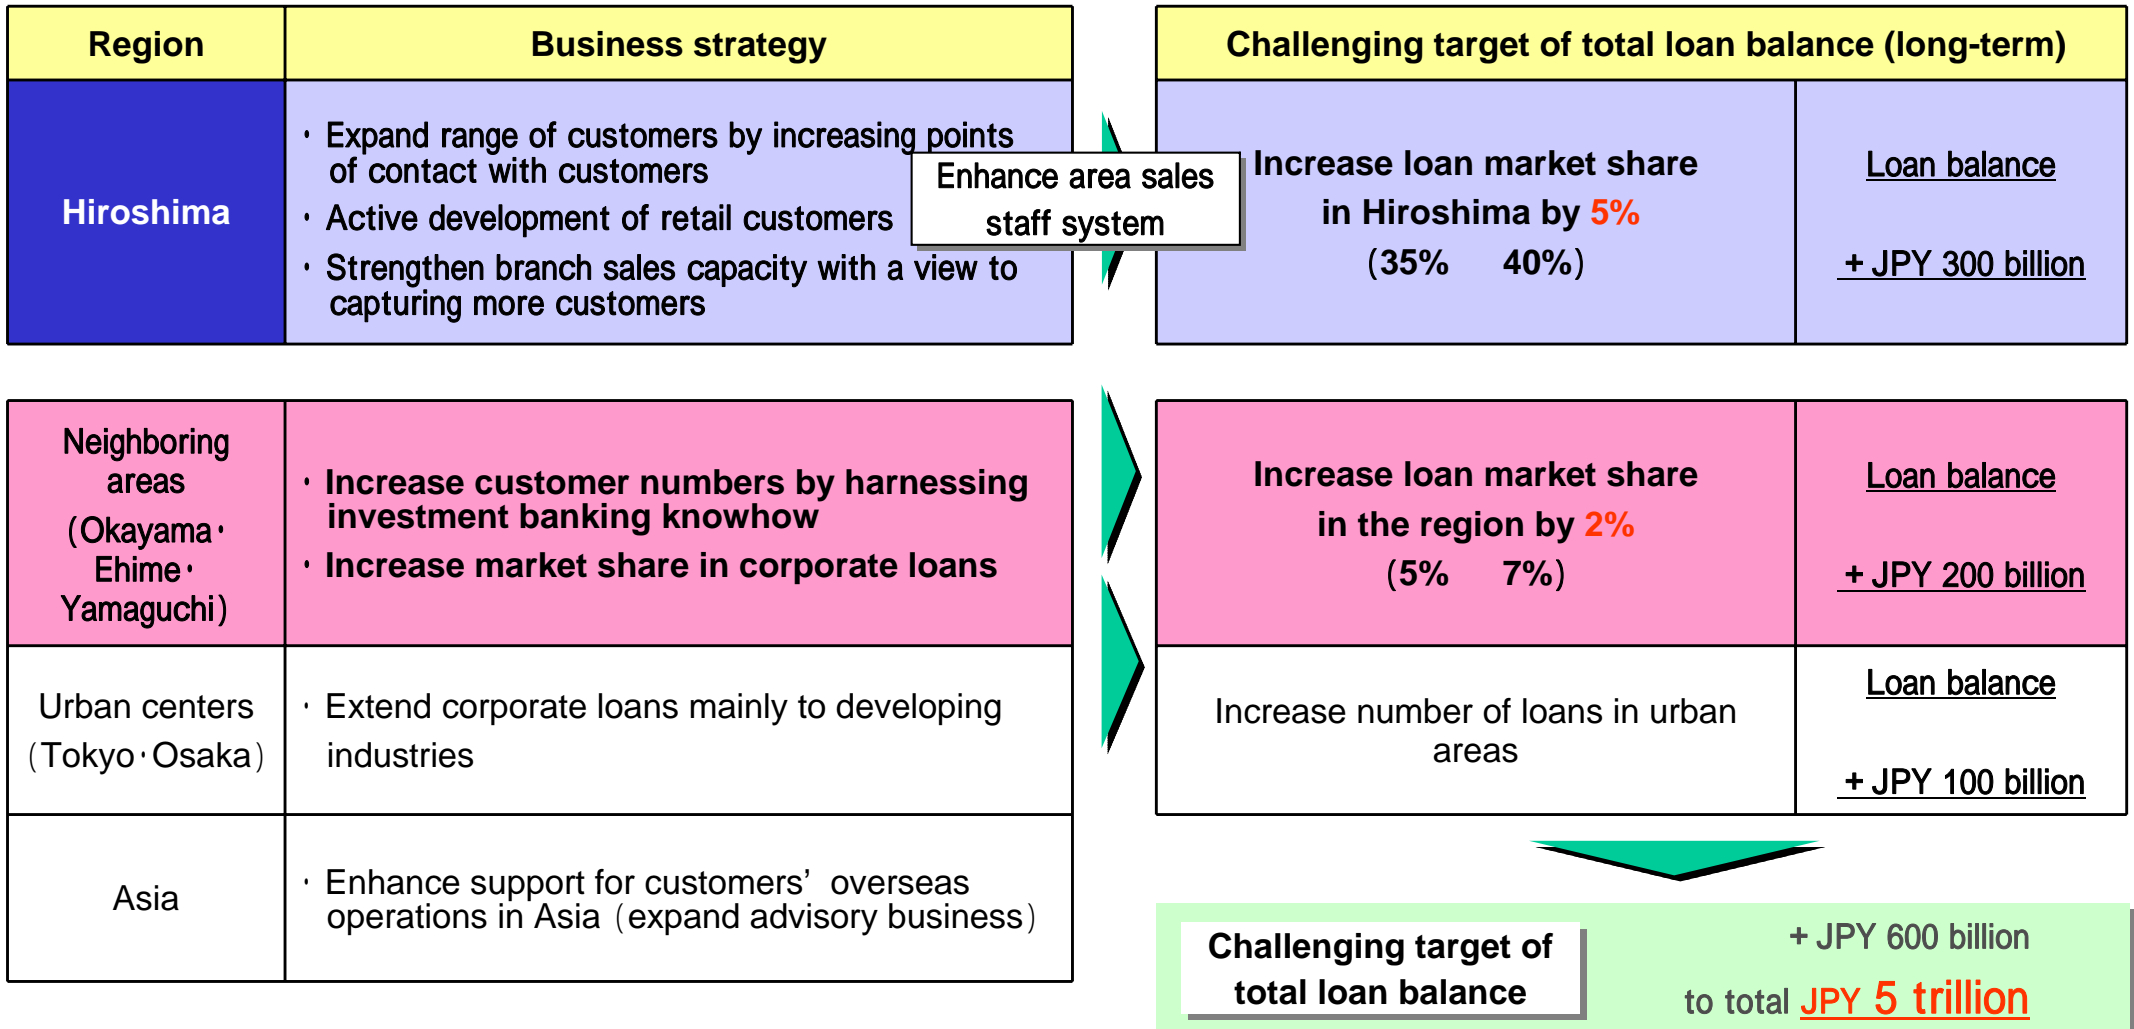 Region
Business strategy
Challenging target of total loan balance (long-term)
Hiroshima
・Expand range of customers by increasing points
of contact with customers
・Active development of retail customers
・Strengthen branch sales capacity with a view to
capturing more customers
Enhance area sales
staff system
Increase loan market share
in Hiroshima by 5%
(35% 40%)
Loan balance
+ JPY 300 billion
Neighboring
areas
(Okayama・
Ehime・
Yamaguchi)
・Increase customer numbers by harnessing
investment banking knowhow
・Increase market share in corporate loans
Increase loan market share
in the region by 2%
(5% 7%)
Loan balance
+ JPY 200 billion
Urban centers
(Tokyo・Osaka)
・Extend corporate loans mainly to developing
industries
Increase number of loans in urban
areas
Loan balance
+ JPY 100 billion
Asia
・Enhance support for customers’ overseas
operations in Asia (expand advisory business)
Challenging target of
total loan balance
+ JPY 600 billion
to total JPY 5 trillion